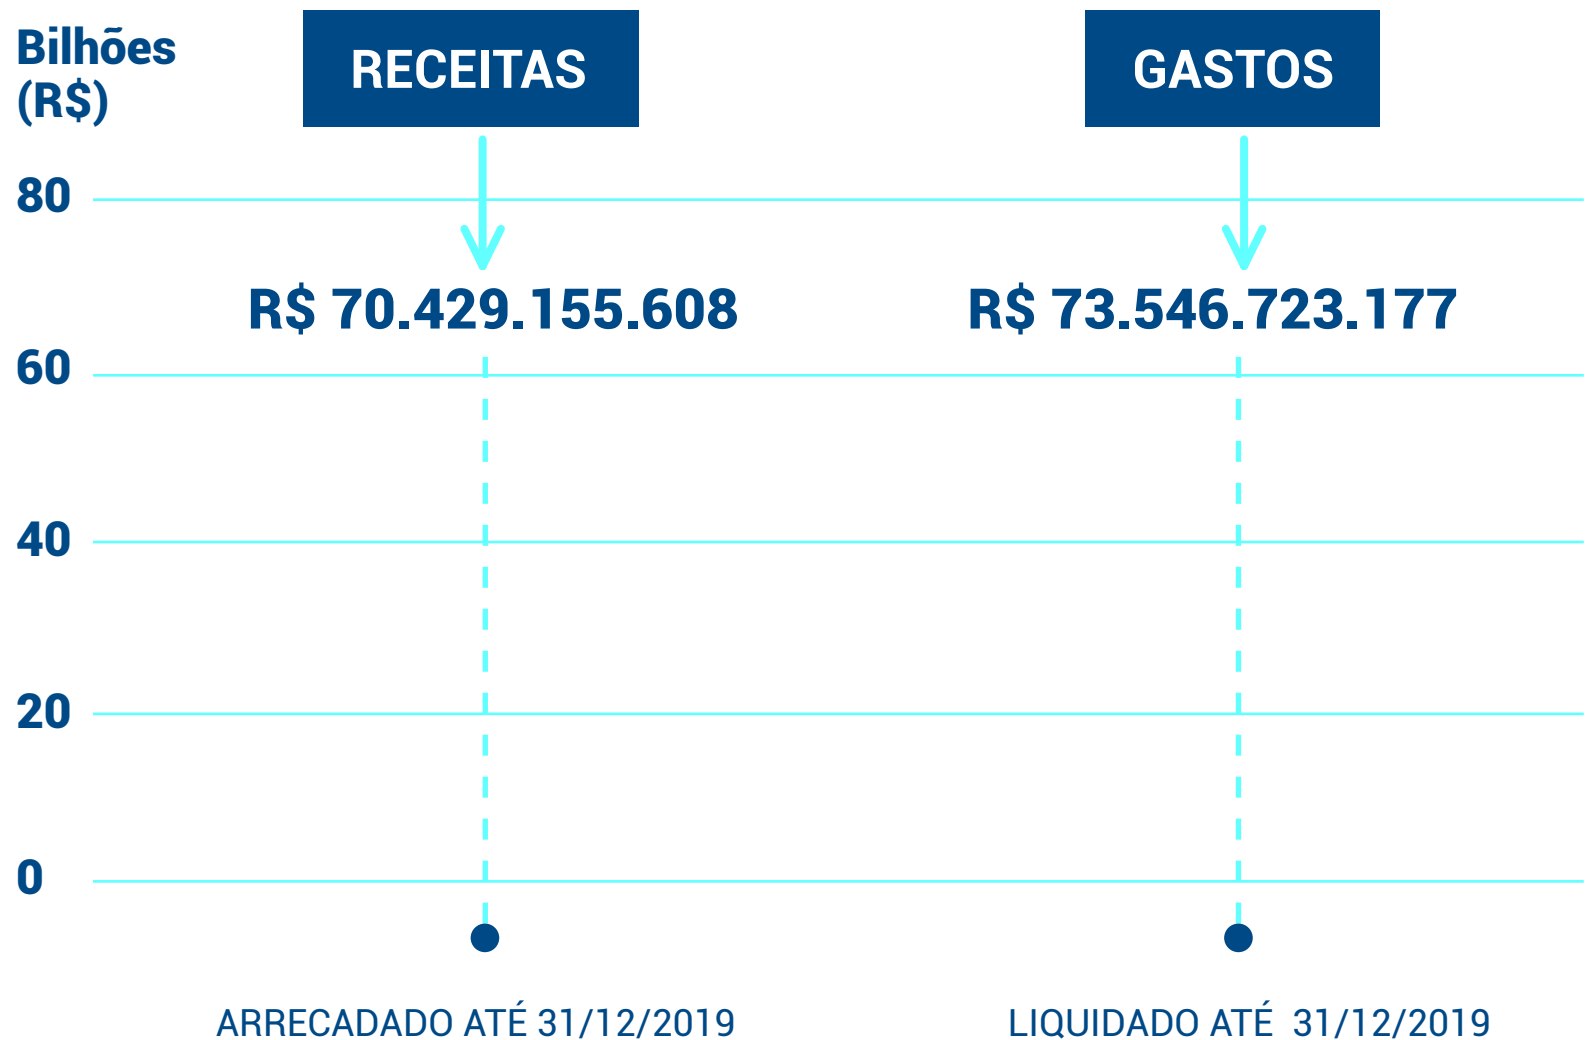 Bilhões
(R$)
RECEITAS
GASTOS
80
R$ 70.429.155.608
R$ 73.546.723.177
60
40
20
0
ARRECADADO ATÉ 31/12/2019
LIQUIDADO ATÉ 31/12/2019